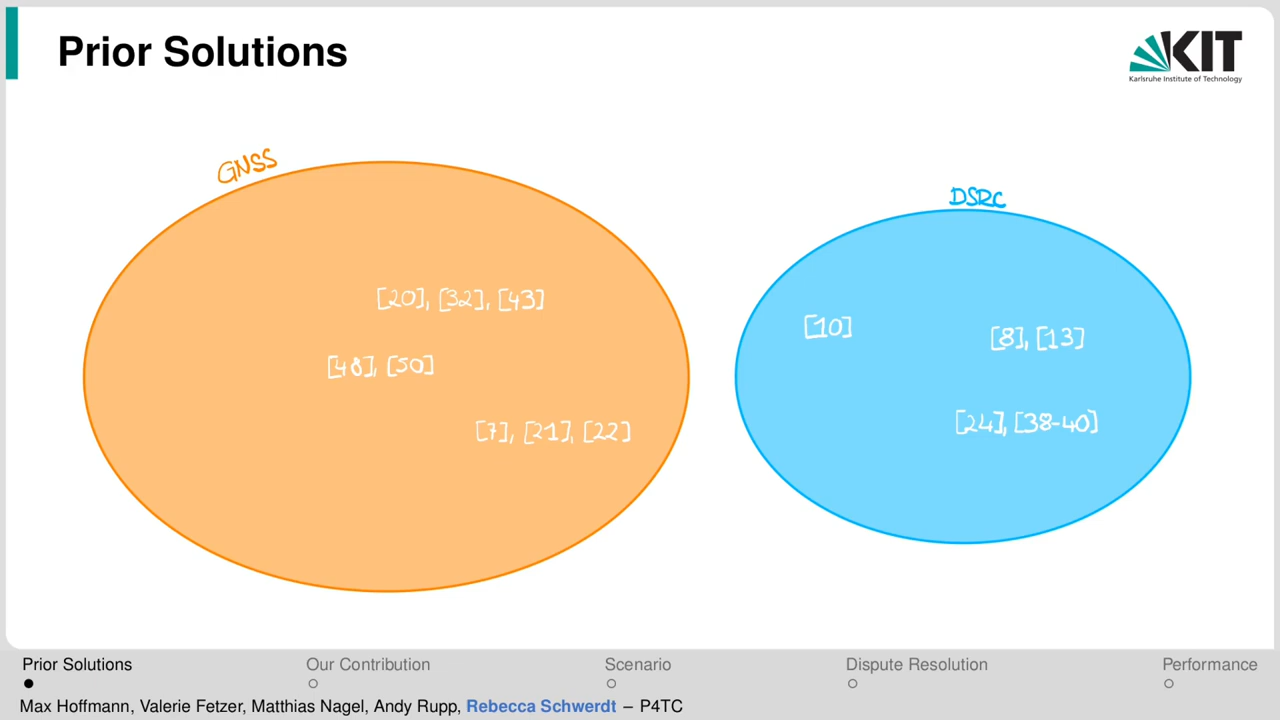 Prior Solutions
KIT
Karlsruhe Institute of Technology
GNSS
DSRC
[20], [32], [43]
[10]
[8], [13]
[48], [50]
[24], [38-40]
[7], [21], [22]
Prior Solutions
Our Contribution
Scenario
Dispute Resolution
Performance
Max Hoffmann, Valerie Fetzer, Matthias Nagel, Andy Rupp, Rebecca Schwerdt – P4TC